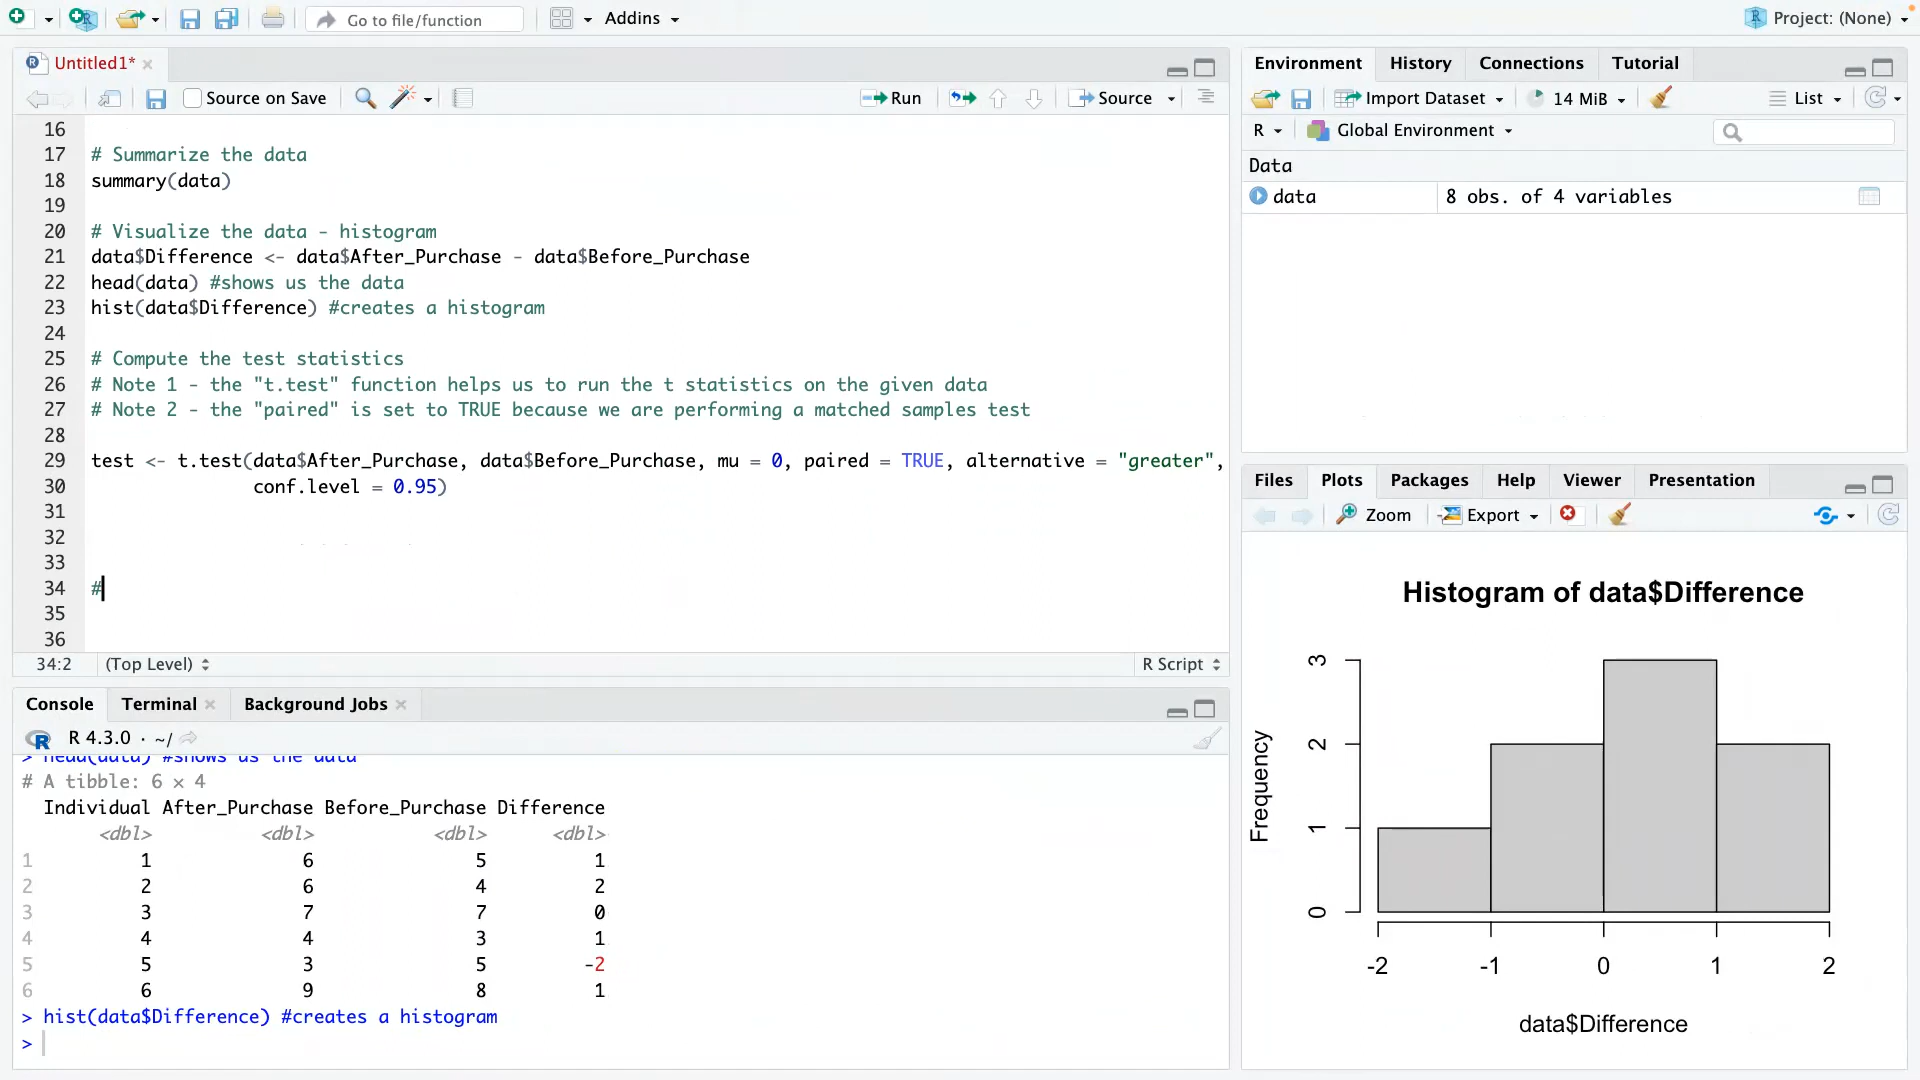 Go to file/function
Addins
Project: (None)
Untitled1*
Source on Save
Run
Source
16
17 # Summarize the data
18 summary(data)
19
20 # Visualize the data - histogram
21 data$Difference <- data$After_Purchase - data$Before_Purchase
22 head(data) #shows us the data
23 hist(data$Difference) #creates a histogram
24
25 # Compute the test statistics
26 # Note 1 - the "t.test" function helps us to run the t statistics on the given data
27 # Note 2 - the "paired" is set to TRUE because we are performing a matched samples test
28
29 test <- t.test(data$After_Purchase, data$Before_Purchase, mu = 0, paired = TRUE, alternative = "greater",
30 conf.level = 0.95)
31
32
33
34 #
35
36
34:2 (Top Level) R Script
Console Terminal Background Jobs
R 4.3.0 · ~/
> head(data) #shows us the data
# A tibble: 6 × 4
Individual After_Purchase Before_Purchase Difference
<dbl> <dbl> <dbl> <dbl>
1 1 6 5 1
2 2 6 4 2
3 3 7 7 0
4 4 4 3 1
5 5 3 5 -2
6 6 9 8 1
> hist(data$Difference) #creates a histogram
>
Environment History Connections Tutorial
Import Dataset 14 MiB List
R Global Environment
Data
data 8 obs. of 4 variables
Files Plots Packages Help Viewer Presentation
Zoom Export
Histogram of data$Difference
Frequency
3
2
1
0
-2 -1 0 1 2
data$Difference